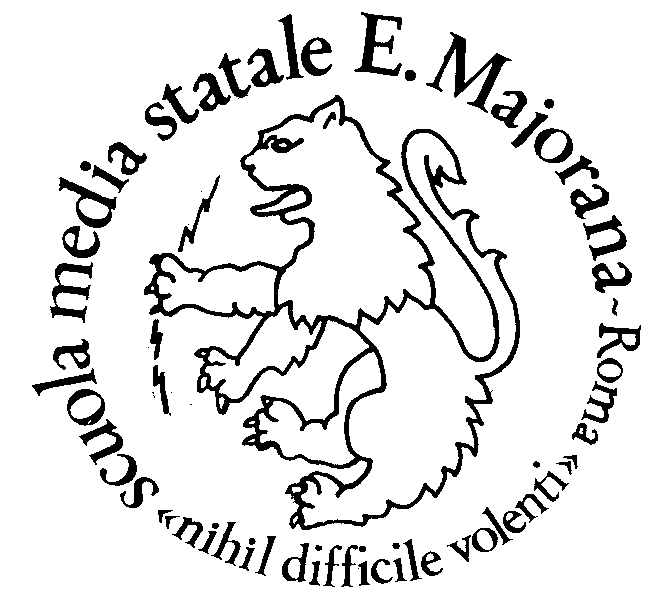 scuola media statale E. Majorana~Roma
«nihil difficile volenti»